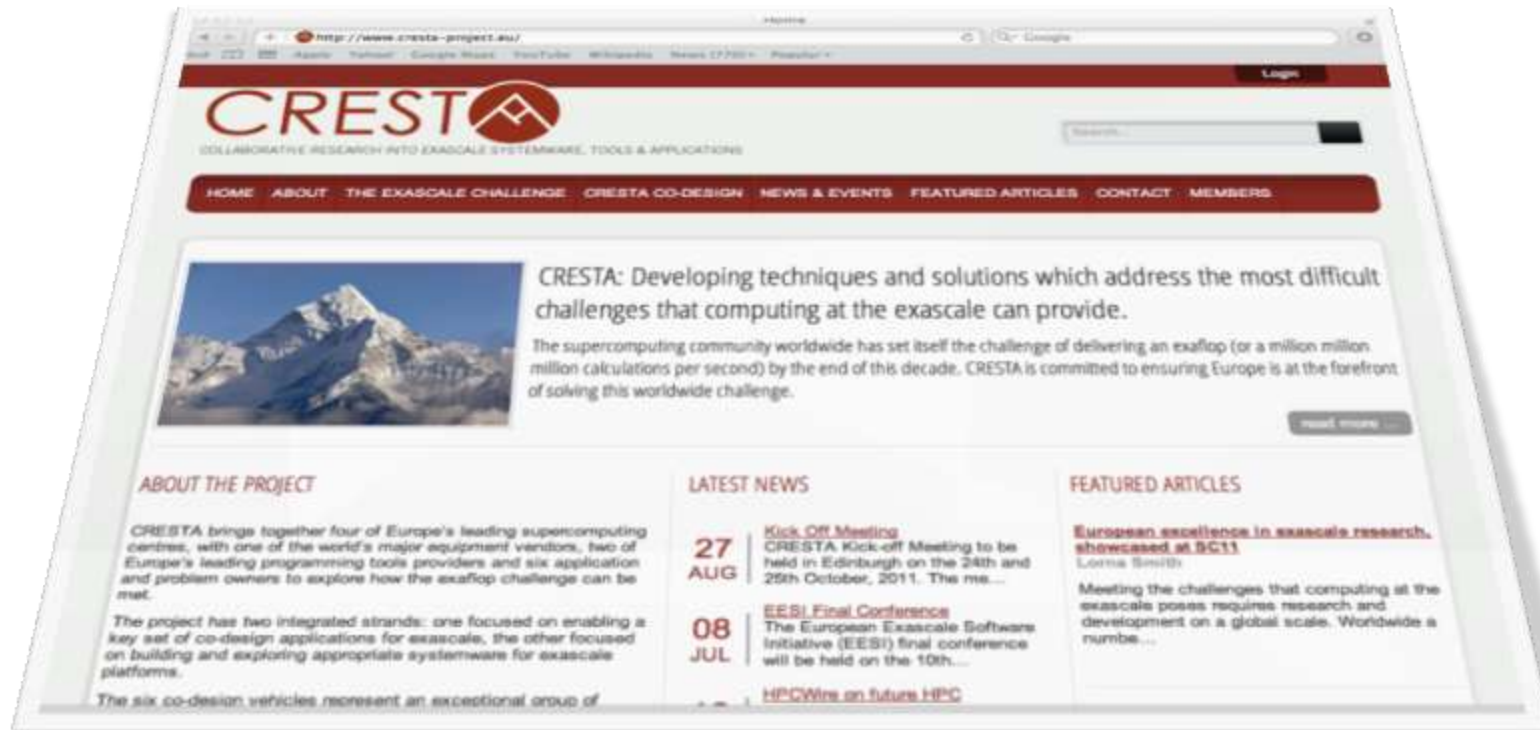 Home
http://www.cresta-project.eu/
Google
Apple Yahoo! Google Maps YouTube Wikipedia News (770) Popular
Login
CRESTA
COLLABORATIVE RESEARCH INTO EXASCALE SYSTEMWARE, TOOLS & APPLICATIONS
Search...
HOME ABOUT THE EXASCALE CHALLENGE CRESTA CO-DESIGN NEWS & EVENTS FEATURED ARTICLES CONTACT MEMBERS
CRESTA: Developing techniques and solutions which address the most difficult
challenges that computing at the exascale can provide.
The supercomputing community worldwide has set itself the challenge of delivering an exaflop (or a million million
million calculations per second) by the end of this decade. CRESTA is committed to ensuring Europe is at the forefront
of solving this worldwide challenge.
read more ...
ABOUT THE PROJECT
CRESTA brings together four of Europe's leading supercomputing
centres, with one of the world's major equipment vendors, two of
Europe's leading programming tools providers and six application
and problem owners to explore how the exaflop challenge can be
met.
The project has two integrated strands: one focused on enabling a
key set of co-design applications for exascale, the other focused
on building and exploring appropriate systemware for exascale
platforms.
The six co-design vehicles represent an exceptional group of
LATEST NEWS
27
AUG
Kick Off Meeting
CRESTA Kick-off Meeting to be
held in Edinburgh on the 24th and
25th October, 2011. The me...
08
JUL
EESI Final Conference
The European Exascale Software
Initiative (EESI) final conference
will be held on the 10th...
HPCWire on future HPC
FEATURED ARTICLES
European excellence in exascale research,
showcased at SC11
Lorna Smith
Meeting the challenges that computing at the
exascale poses requires research and
development on a global scale. Worldwide a
numbe...